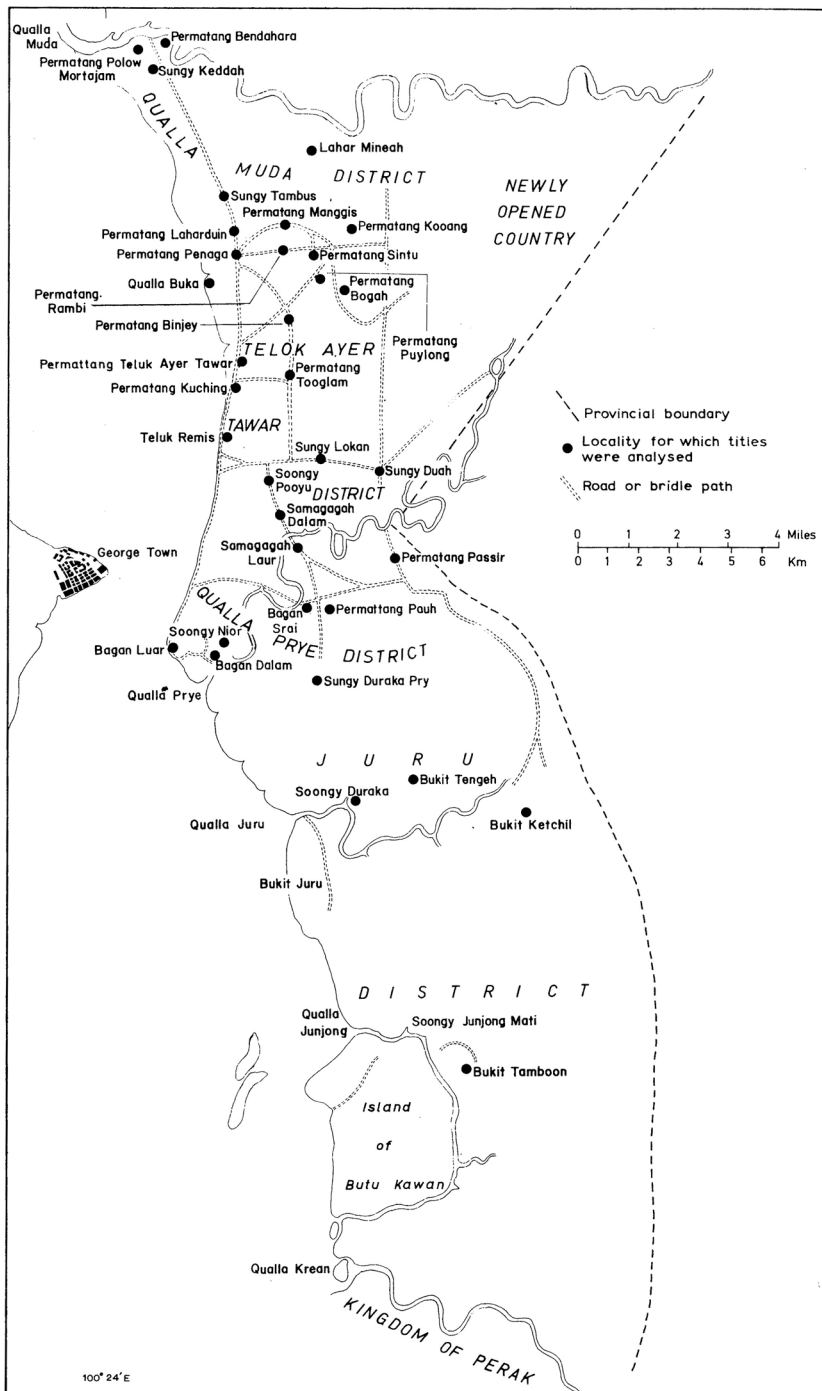 Qualla
Muda
Permatang Bendahara
Permatang Polow
Mortajam
Sungy Keddah
QUALLA
Lahar Mineah
MUDA DISTRICT
NEWLY
OPENED
COUNTRY
Sungy Tambus
Permatang Manggis
Permatang Laharduin
Permatang Kooang
Permatang Penaga
Permatang Sintu
Qualla Buka
Permatang
Bogah
Permatang.
Rambi
Permatang Binjey
Permatang
Puylong
TELOK AYER
Permattang Teluk Ayer Tawar
Permatang
Tooglam
Permatang Kuching
Provincial boundary
TAWAR
Teluk Remis
Locality for which tities
were analysed
Sungy Lokan
Sungy Duah
Soongy
Pooyu
DISTRICT
Road or bridle path
Samagagah
Dalam
0 1 2 3 4 Miles
0 1 2 3 4 5 6 Km
George Town
Samagagah
Laur
Permatang Passir
QUALLA
Bagan
Srai
Permattang Pauh
Soongy Nior
PRYE DISTRICT
Bagan Luar
Bagan Dalam
Sungy Duraka Pry
Qualla Prye
JURU
Bukit Tengeh
Soongy Duraka
Qualla Juru
Bukit Ketchil
Bukit Juru
DISTRICT
Qualla
Junjong
Soongy Junjong Mati
Bukit Tamboon
Island
of
Butu Kawan
Qualla Krean
KINGDOM OF PERAK
100° 24′ E